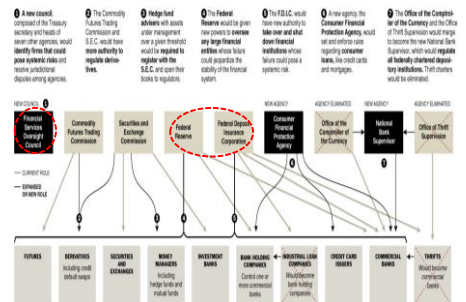 1 A new council,
composed of the Treasury
secretary and heads of
seven other agencies, would
identify firms that could
pose systemic risks and
resolve jurisdictional
disputes among agencies.
2 The Commodity
Futures Trading
Commission and
S.E.C. would have
more authority to
regulate deriva-
tives.
3 Hedge fund
advisers with assets
under management
over a given threshold
would be required to
register with the
S.E.C. and open their
books to regulators.
4 The Federal
Reserve would be given
new powers to oversee
any large financial
entities whose failure
could jeopardize the
stability of the financial
system.
5 The F.D.I.C. would
have new authority to
take over and shut
down financial
institutions whose
failure could pose a
systemic risk.
6 A new agency, the
Consumer Financial
Protection Agency, would
set and enforce rules
regarding consumer
loans, like credit cards
and mortgages.
7 The Office of the Comptrol-
ler of the Currency and the Office
of Thrift Supervision would merge
to become the new National Bank
Supervisor, which would regulate
all federally chartered deposi-
tory institutions. Thrift charters
would be eliminated.
NEW COUNCIL 1
Financial
Services
Oversight
Council
Commodity
Futures Trading
Commission
Securities and
Exchange
Commission
Federal
Reserve
Federal Deposit
Insurance
Corporation
NEW AGENCY
Consumer
Financial
Protection
Agency
AGENCY ELIMINATED
Office of the
Comptroller of
the Currency
NEW AGENCY
National
Bank
Supervisor
AGENCY ELIMINATED
Office of Thrift
Supervision
CURRENT ROLE
EXPANDED
OR NEW ROLE
2
3
4
5
6
7
FUTURES
DERIVATIVES
Including credit
default swaps
SECURITIES
AND
EXCHANGES
MONEY
MANAGERS
Including
hedge funds and
mutual funds
INVESTMENT
BANKS
BANK HOLDING
COMPANIES
Control one or
more commercial
banks
INDUSTRIAL LOAN
COMPANIES
Would become
bank holding
companies
CREDIT CARD
ISSUERS
COMMERCIAL
BANKS
THRIFTS
Would become
commercial
banks